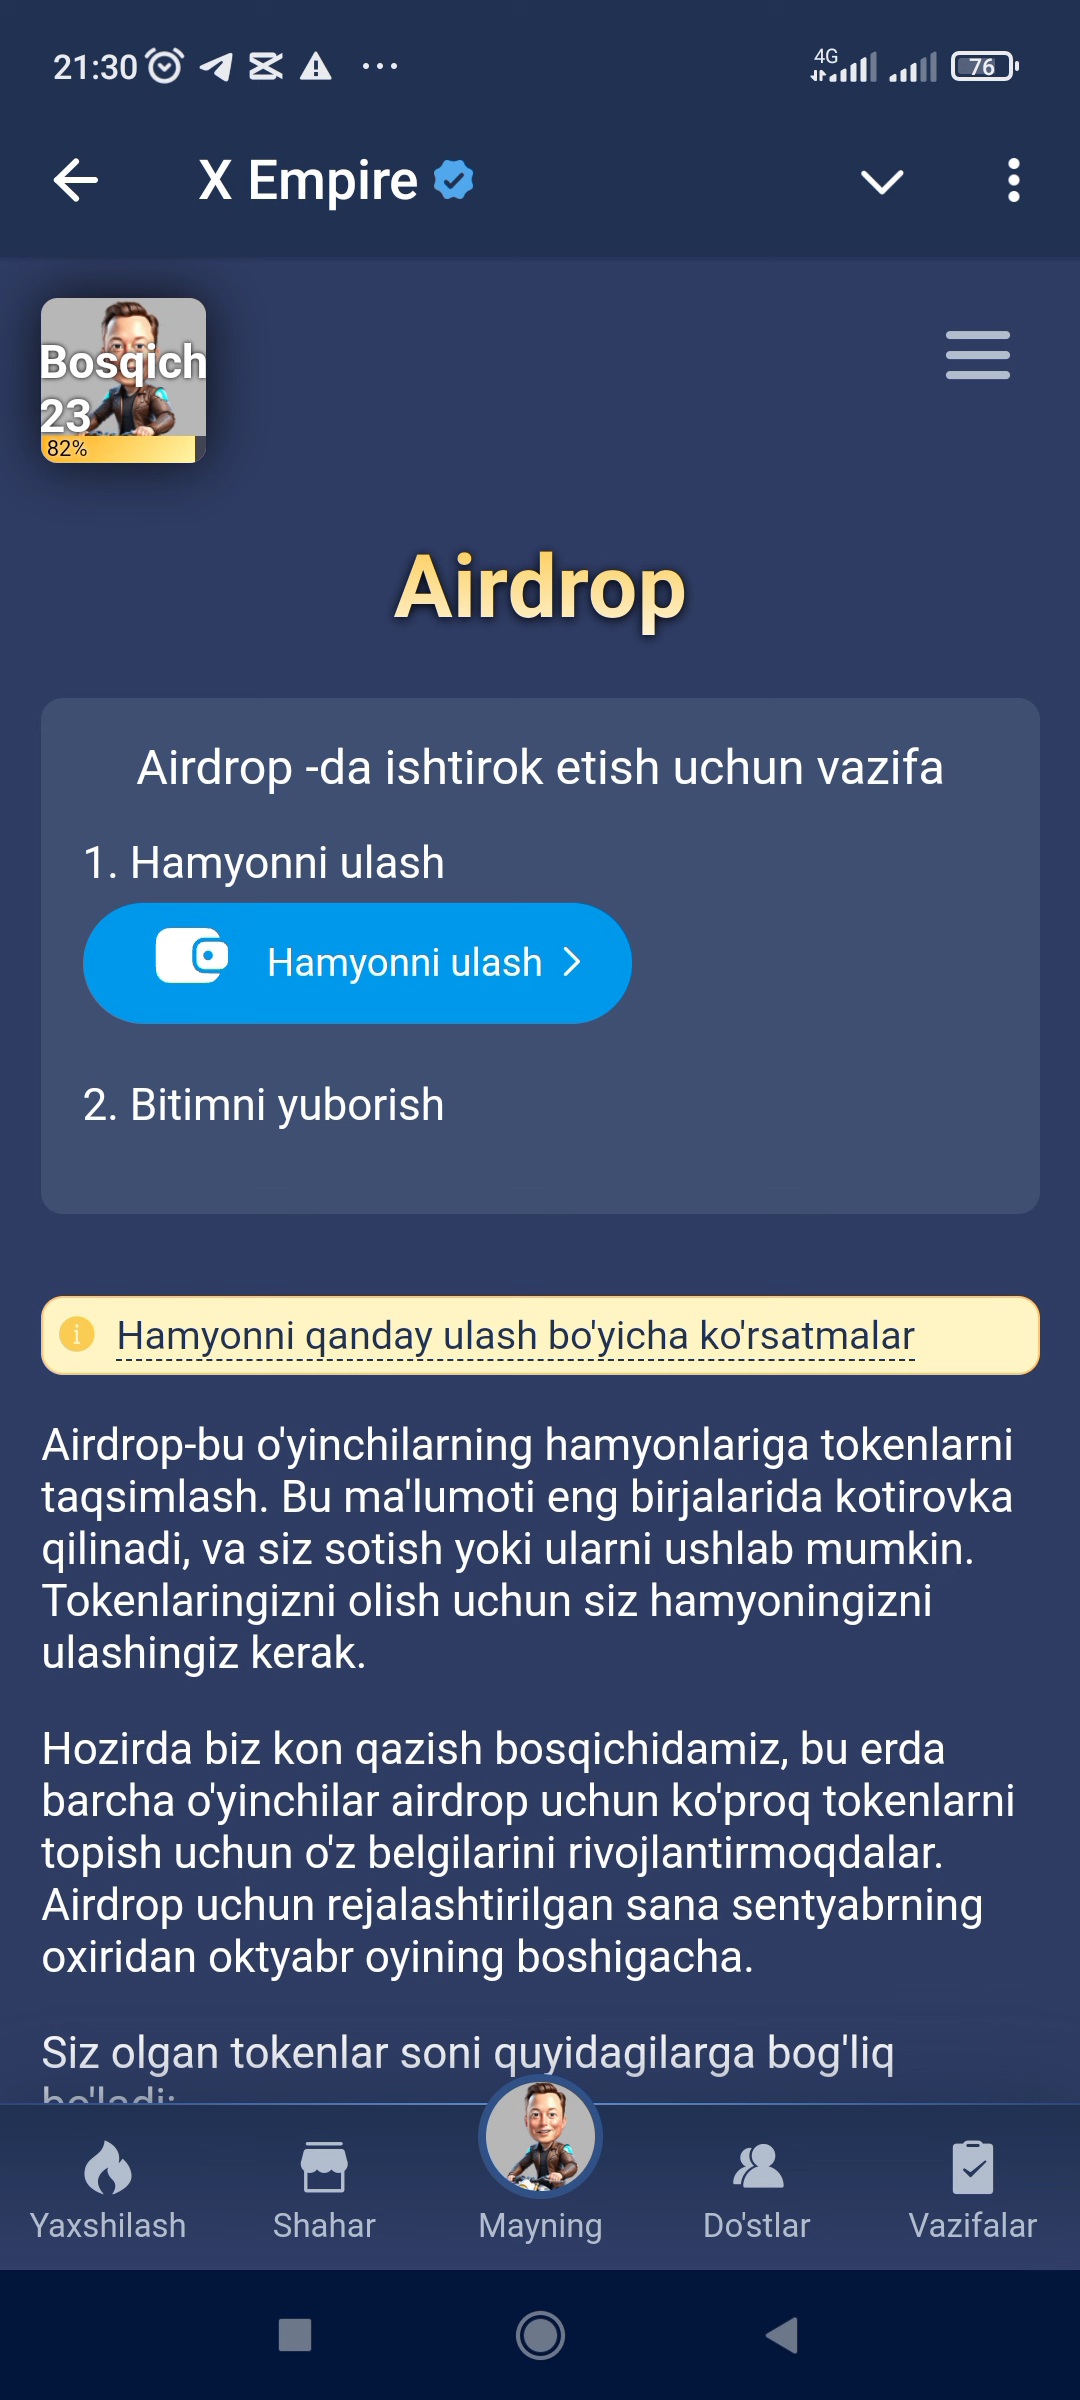 21:30
4G
76
X Empire
Bosqich
23
82%
Airdrop
Airdrop -da ishtirok etish uchun vazifa
1. Hamyonni ulash
Hamyonni ulash
2. Bitimni yuborish
Hamyonni qanday ulash bo'yicha ko'rsatmalar
Airdrop-bu o'yinchilarning hamyonlariga tokenlarni
taqsimlash. Bu ma'lumoti eng birjalarida kotirovka
qilinadi, va siz sotish yoki ularni ushlab mumkin.
Tokenlaringizni olish uchun siz hamyoningizni
ulashingiz kerak.
Hozirda biz kon qazish bosqichidamiz, bu erda
barcha o'yinchilar airdrop uchun ko'proq tokenlarni
topish uchun o'z belgilarini rivojlantirmoqdalar.
Airdrop uchun rejalashtirilgan sana sentyabrning
oxiridan oktyabr oyining boshigacha.
Siz olgan tokenlar soni quyidagilarga bog'liq
bo'ladi:
Yaxshilash
Shahar
Mayning
Do'stlar
Vazifalar